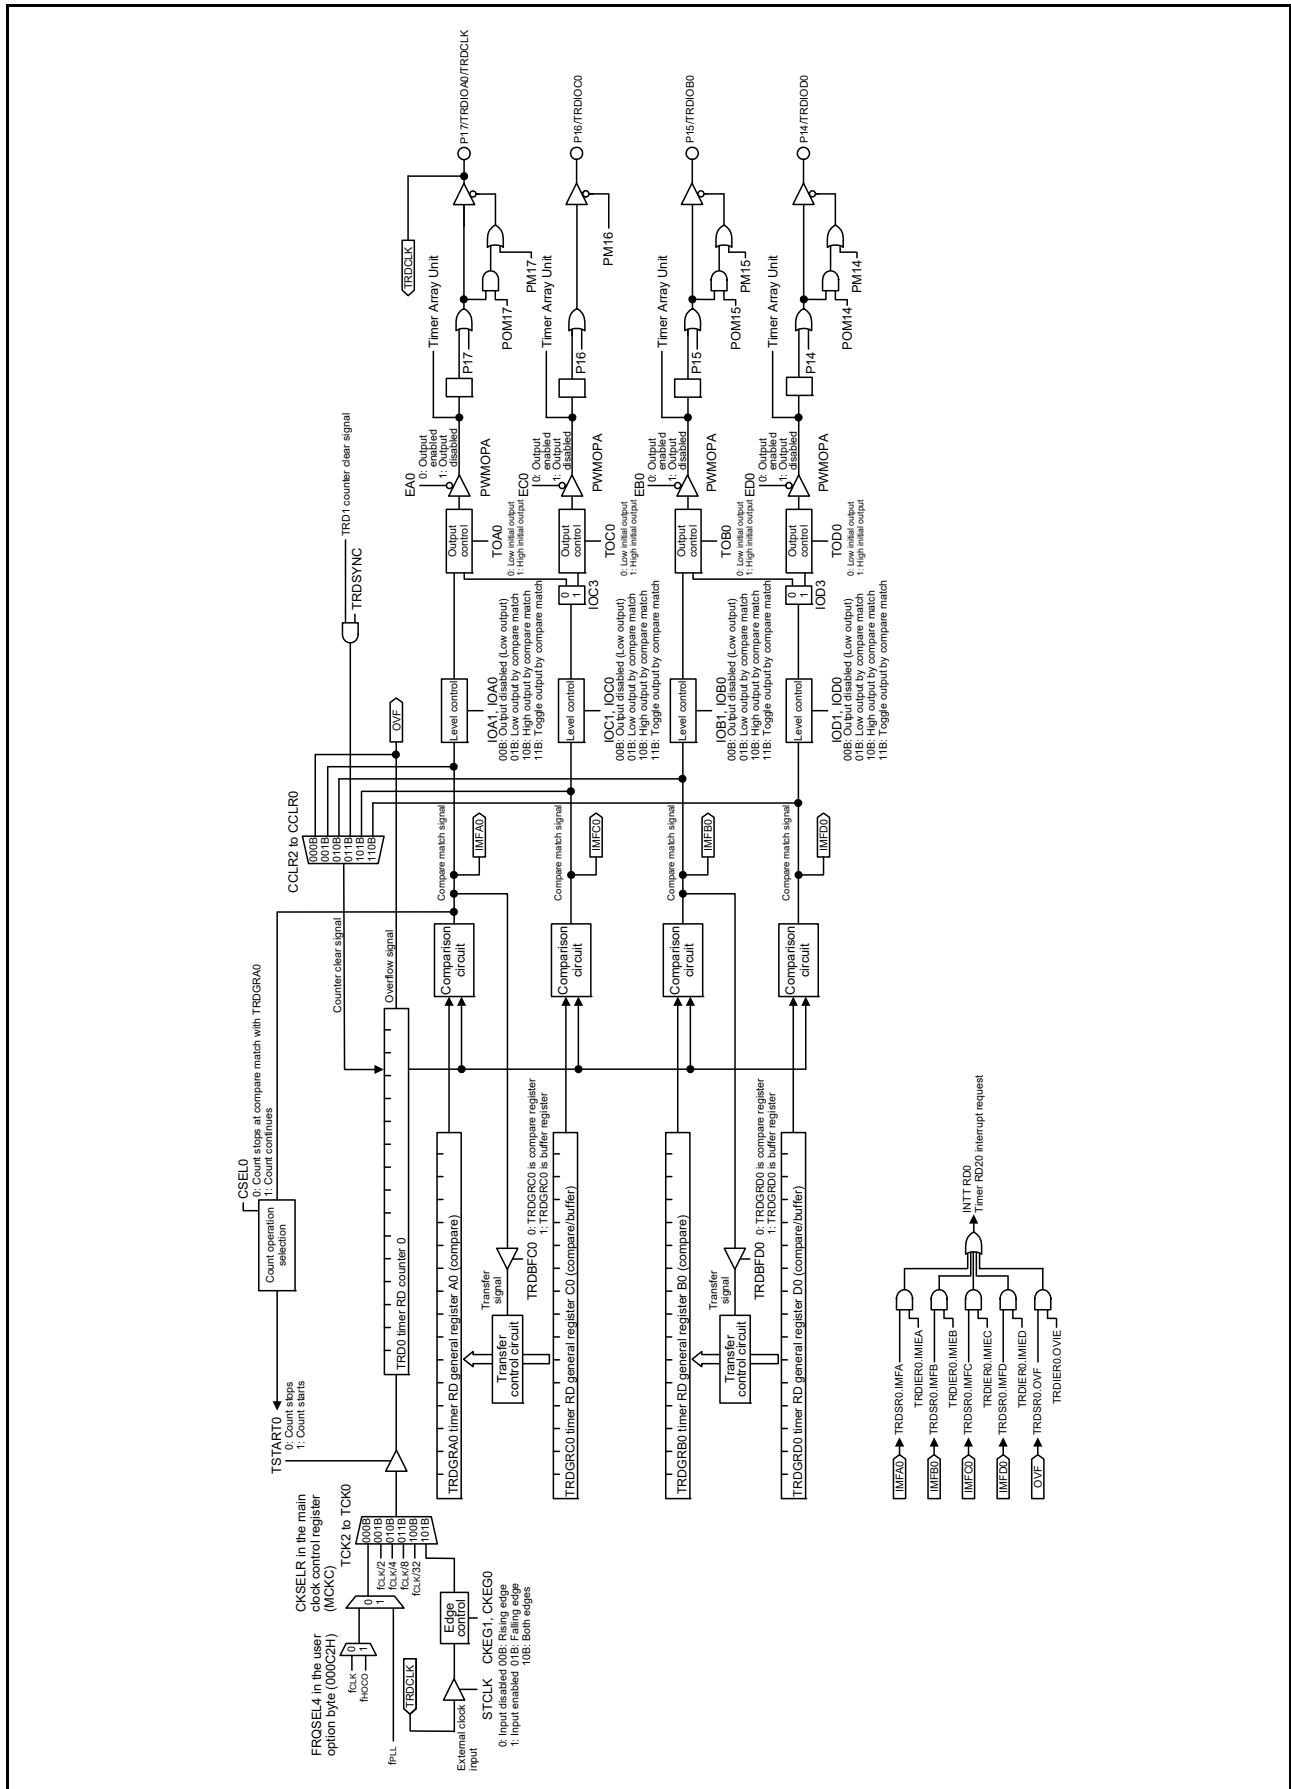 FRQSEL4 in the user
option byte (000C2H)
fCLK
fHOCO
0
1
fPLL
CKSELR in the main
clock control register
(MCKC)
0
1
TCK2 to TCK0
000B
001B
010B
011B
100B
101B
fCLK/2
fCLK/4
fCLK/8
fCLK/32
TRDCLK
External clock
input
STCLK
0: Input disabled
1: Input enabled
Edge
control
CKEG1, CKEG0
00B: Rising edge
01B: Falling edge
10B: Both edges
TSTART0
0: Count stops
1: Count starts
Count operation
selection
CSEL0
0: Count stops at compare match with TRDGRA0
1: Count continues
TRD0 timer RD counter 0
Counter clear signal
Overflow signal
CCLR2 to CCLR0
000B
001B
010B
011B
101B
110B
OVF
TRDSYNC
TRD1 counter clear signal
TRDGRA0 timer RD general register A0 (compare)
Transfer
control circuit
Transfer
signal
TRDBFC0
0: TRDGRC0 is compare register
1: TRDGRC0 is buffer register
TRDGRC0 timer RD general register C0 (compare/buffer)
TRDGRB0 timer RD general register B0 (compare)
Transfer
control circuit
Transfer
signal
TRDBFD0
0: TRDGRD0 is compare register
1: TRDGRD0 is buffer register
TRDGRD0 timer RD general register D0 (compare/buffer)
Comparison
circuit
Compare match signal
IMFA0
Level control
IOA1, IOA0
00B: Output disabled (Low output)
01B: Low output by compare match
10B: High output by compare match
11B: Toggle output by compare match
Output
control
TOA0
0: Low initial output
1: High initial output
EA0
0: Output
enabled
1: Output
disabled
PWMOPA
Timer Array Unit
P17
POM17
PM17
TRDCLK
P17/TRDIOA0/TRDCLK
Comparison
circuit
Compare match signal
IMFC0
Level control
IOC1, IOC0
00B: Output disabled (Low output)
01B: Low output by compare match
10B: High output by compare match
11B: Toggle output by compare match
0
1
IOC3
Output
control
TOC0
0: Low initial output
1: High initial output
EC0
0: Output
enabled
1: Output
disabled
PWMOPA
Timer Array Unit
P16
PM16
P16/TRDIOC0
Comparison
circuit
Compare match signal
IMFB0
Level control
IOB1, IOB0
00B: Output disabled (Low output)
01B: Low output by compare match
10B: High output by compare match
11B: Toggle output by compare match
Output
control
TOB0
0: Low initial output
1: High initial output
EB0
0: Output
enabled
1: Output
disabled
PWMOPA
Timer Array Unit
P15
POM15
PM15
P15/TRDIOB0
Comparison
circuit
Compare match signal
IMFD0
Level control
IOD1, IOD0
00B: Output disabled (Low output)
01B: Low output by compare match
10B: High output by compare match
11B: Toggle output by compare match
0
1
IOD3
Output
control
TOD0
0: Low initial output
1: High initial output
ED0
0: Output
enabled
1: Output
disabled
PWMOPA
Timer Array Unit
P14
POM14
PM14
P14/TRDIOD0
IMFA0
TRDSR0.IMFA
TRDIER0.IMIEA
IMFB0
TRDSR0.IMFB
TRDIER0.IMIEB
IMFC0
TRDSR0.IMFC
TRDIER0.IMIEC
IMFD0
TRDSR0.IMFD
TRDIER0.IMIED
OVF
TRDSR0.OVF
TRDIER0.OVIE
INTT RD0
Timer RD20 interrupt request